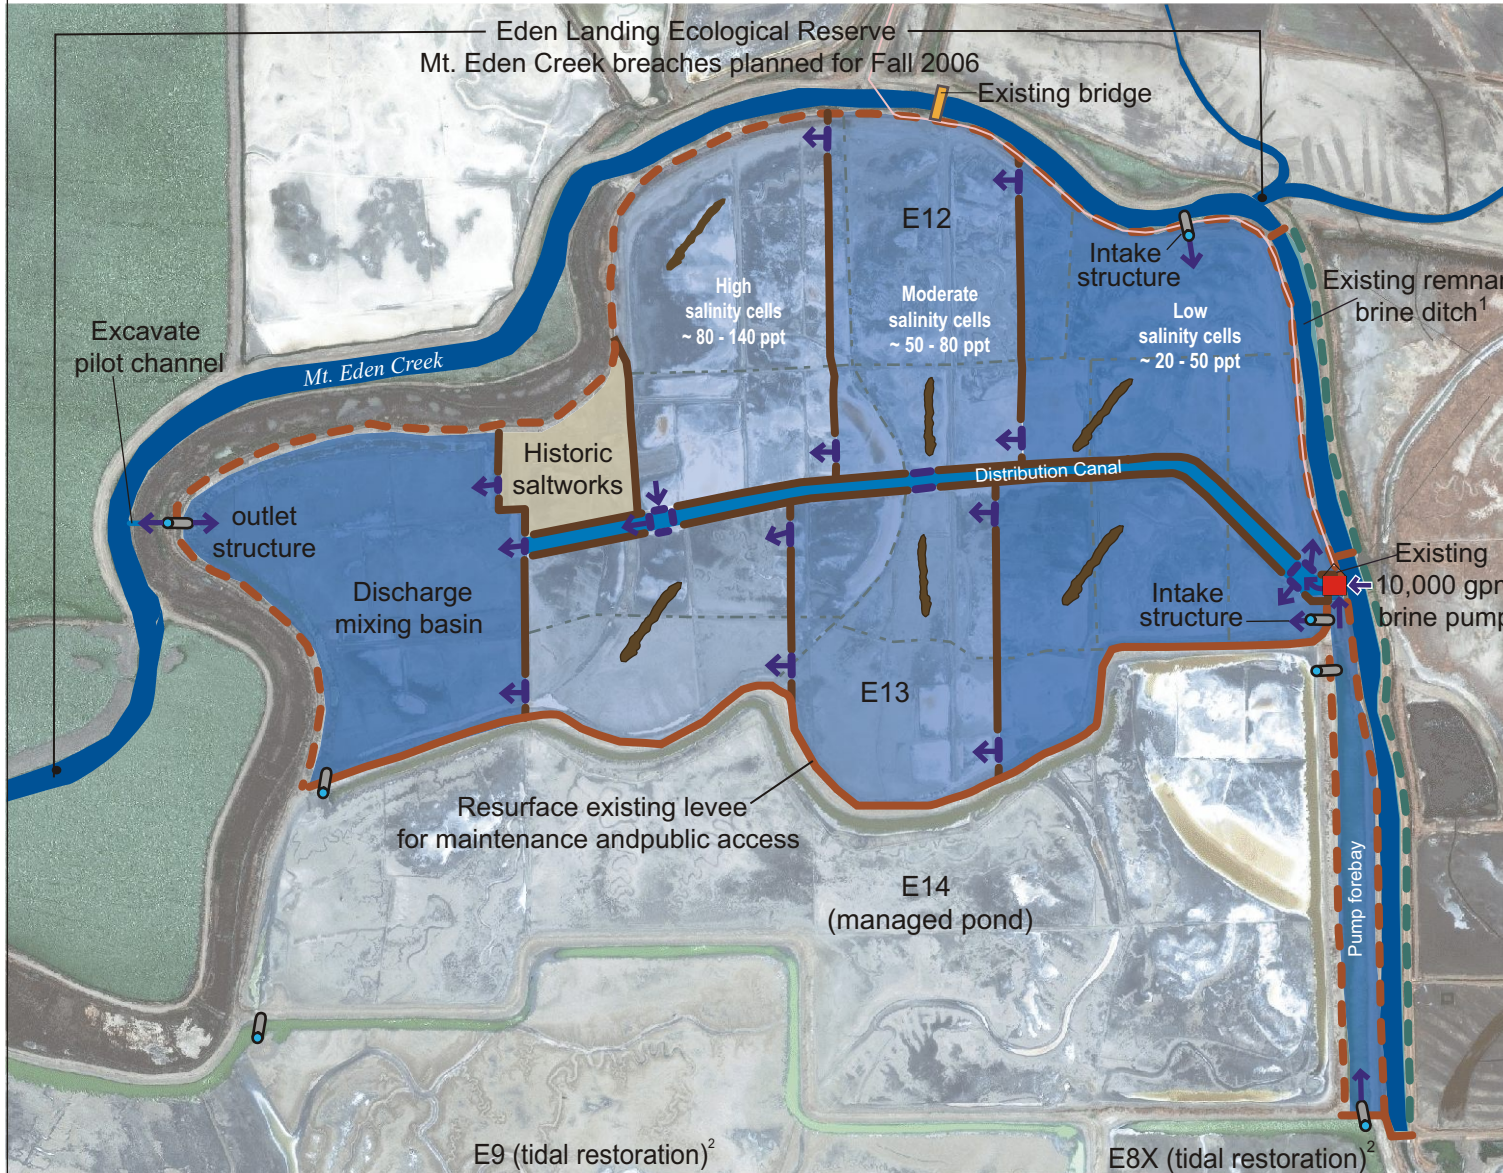 Eden Landing Ecological Reserve
Mt. Eden Creek breaches planned for Fall 2006
Existing bridge
E12
Intake
structure
Existing remnan
brine ditch1
High
salinity cells
~ 80 - 140 ppt
Moderate
salinity cells
~ 50 - 80 ppt
Low
salinity cells
~ 20 - 50 ppt
Excavate
pilot channel
Mt. Eden Creek
Historic
saltworks
Distribution Canal
outlet
structure
Existing
10,000 gpm
brine pump
Discharge
mixing basin
Intake
structure
E13
Resurface existing levee
for maintenance andpublic access
E14
(managed pond)
Pump forebay
E9 (tidal restoration)2
E8X (tidal restoration)2